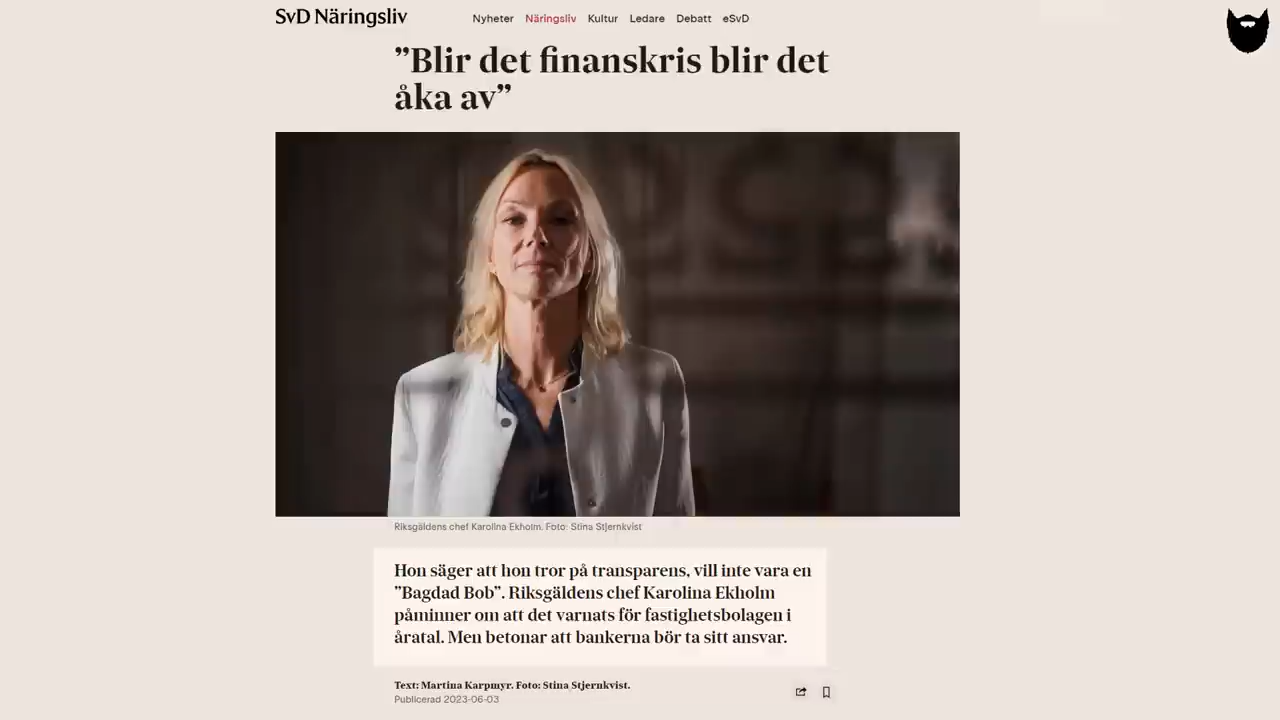 SvD Näringsliv
Nyheter Näringsliv Kultur Ledare Debatt eSvD
”Blir det finanskris blir det
åka av”
Riksgäldens chef Karolina Ekholm. Foto: Stina Stjernkvist
Hon säger att hon tror på transparens, vill inte vara en
”Bagdad Bob”. Riksgäldens chef Karolina Ekholm
påminner om att det varnats för fastighetsbolagen i
åratal. Men betonar att bankerna bör ta sitt ansvar.
Text: Martina Karpmyr. Foto: Stina Stjernkvist.
Publicerad 2023-06-03